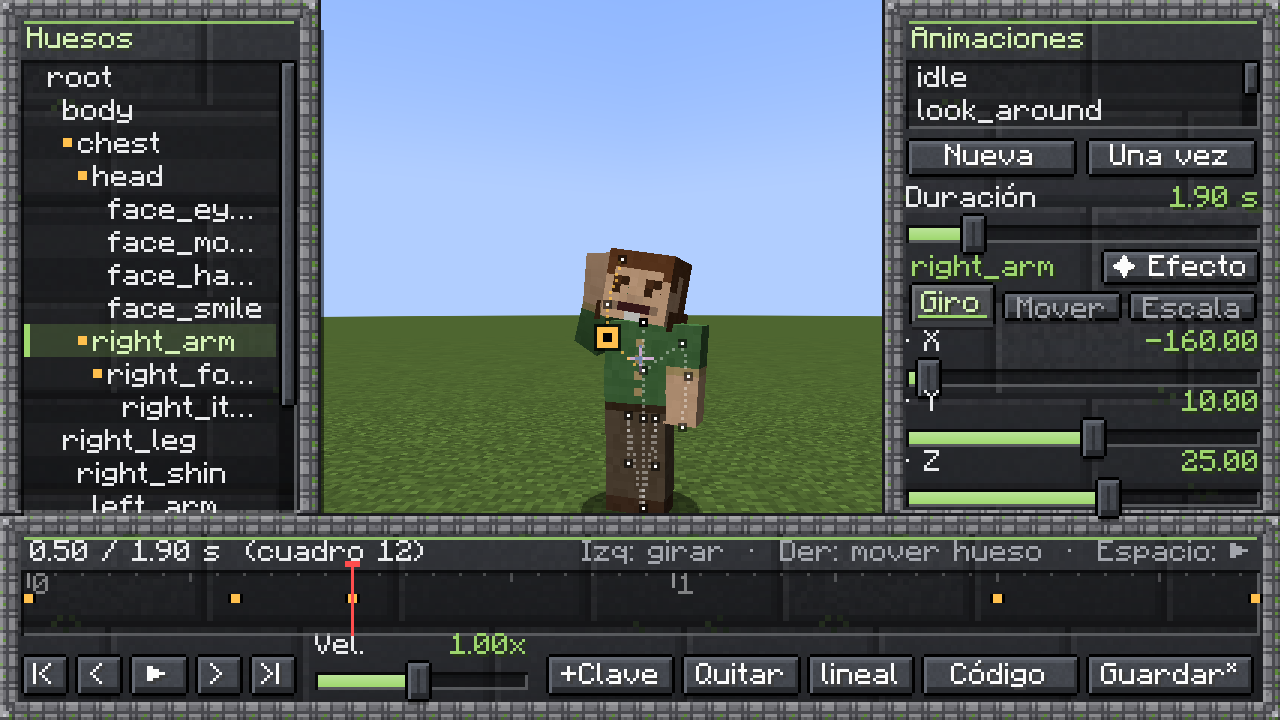 Huesos
root
body
chest
head
face_ey...
face_mo...
face_ha...
face_smile
right_arm
right_fo...
right_it...
right_leg
right_shin
left_arm
Animaciones
idle
look_around
Nueva
Una vez
Duración
1.90 s
right_arm
Efecto
Giro
Mover
Escala
X
-160.00
Y
10.00
Z
25.00
0.50 / 1.90 s (cuadro 12)
Izq: girar · Der: mover hueso · Espacio:
0
1
Vel.
1.00x
+Clave
Quitar
lineal
Código
Guardar*